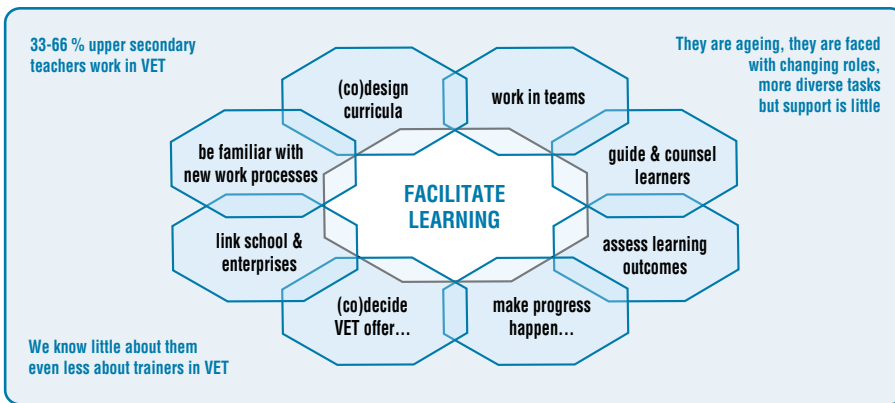 33-66 % upper secondary
teachers work in VET
They are ageing, they are faced
with changing roles,
more diverse tasks
but support is little
(co)design
curricula
work in teams
be familiar with
new work processes
guide & counsel
learners
FACILITATE
LEARNING
link school &
enterprises
assess learning
outcomes
(co)decide
VET offer...
make progress
happen...
We know little about them
even less about trainers in VET